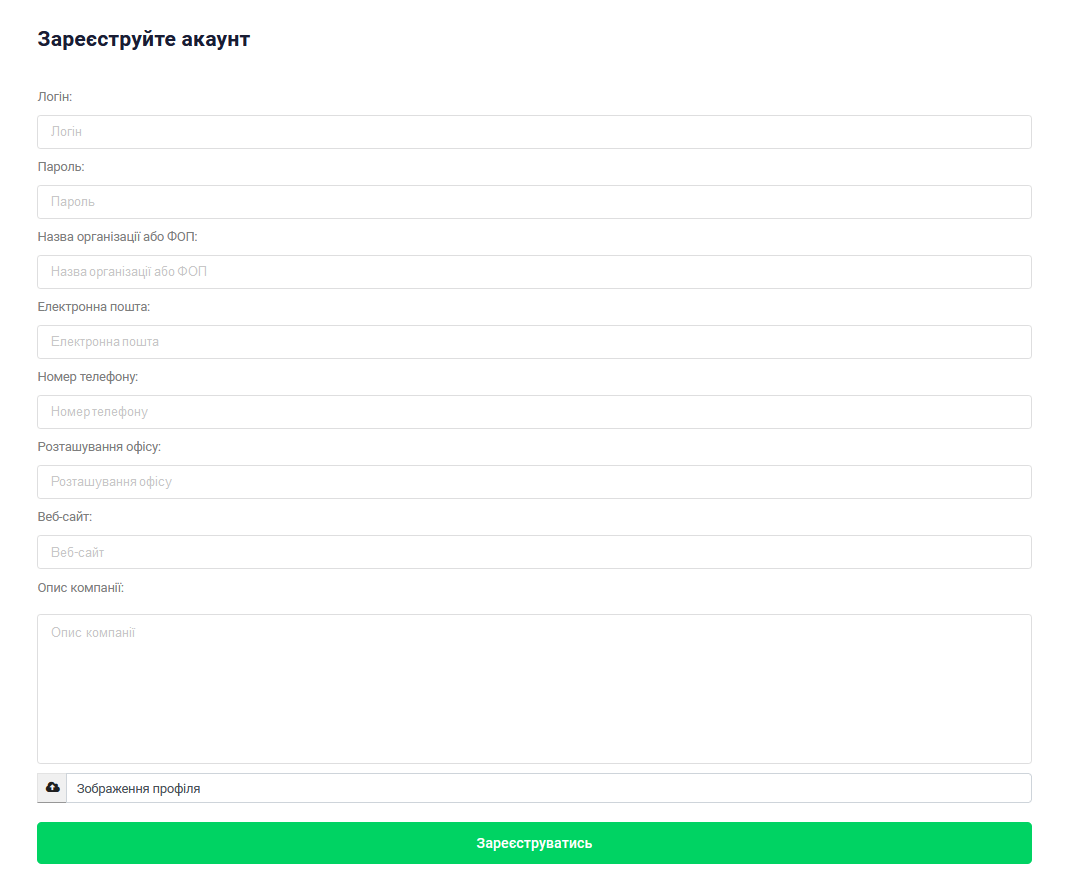 Зареєструйте акаунт
Логін:
Логін
Пароль:
Пароль
Назва організації або ФОП:
Назва організації або ФОП
Електронна пошта:
Електронна пошта
Номер телефону:
Номер телефону
Розташування офісу:
Розташування офісу
Веб-сайт:
Веб-сайт
Опис компанії:
Опис компанії
Зображення профіля
Зареєструватись